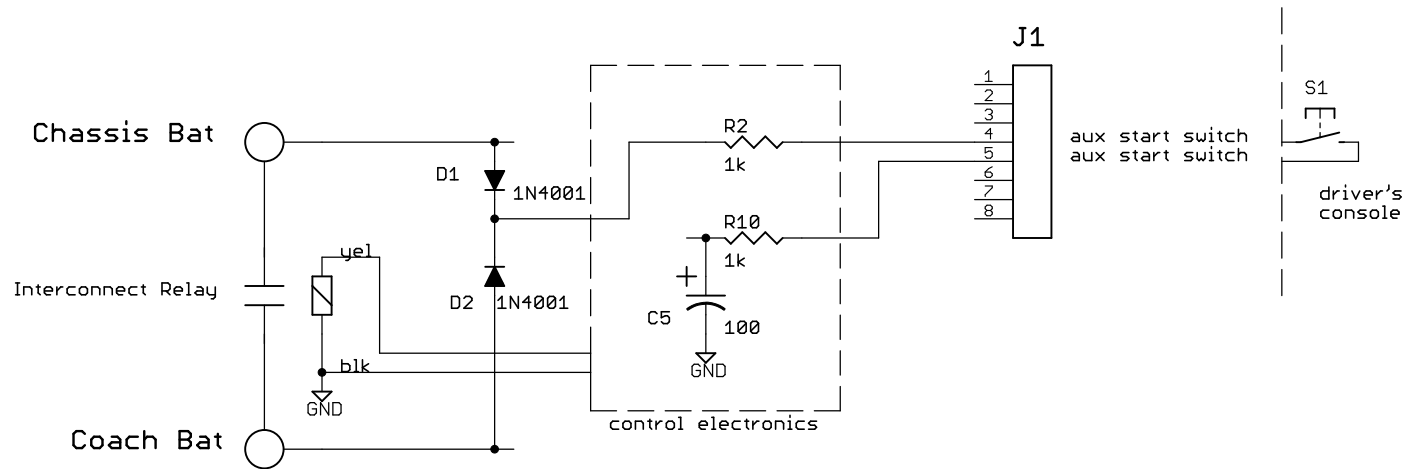 J1
1
2
3
4
5
6
7
8
S1
Chassis Bat
R2
1k
aux start switch
aux start switch
D1
1N4001
driver's
console
R10
1k
yel
Interconnect Relay
D2
1N4001
+
C5
100
blk
GND
GND
control electronics
Coach Bat